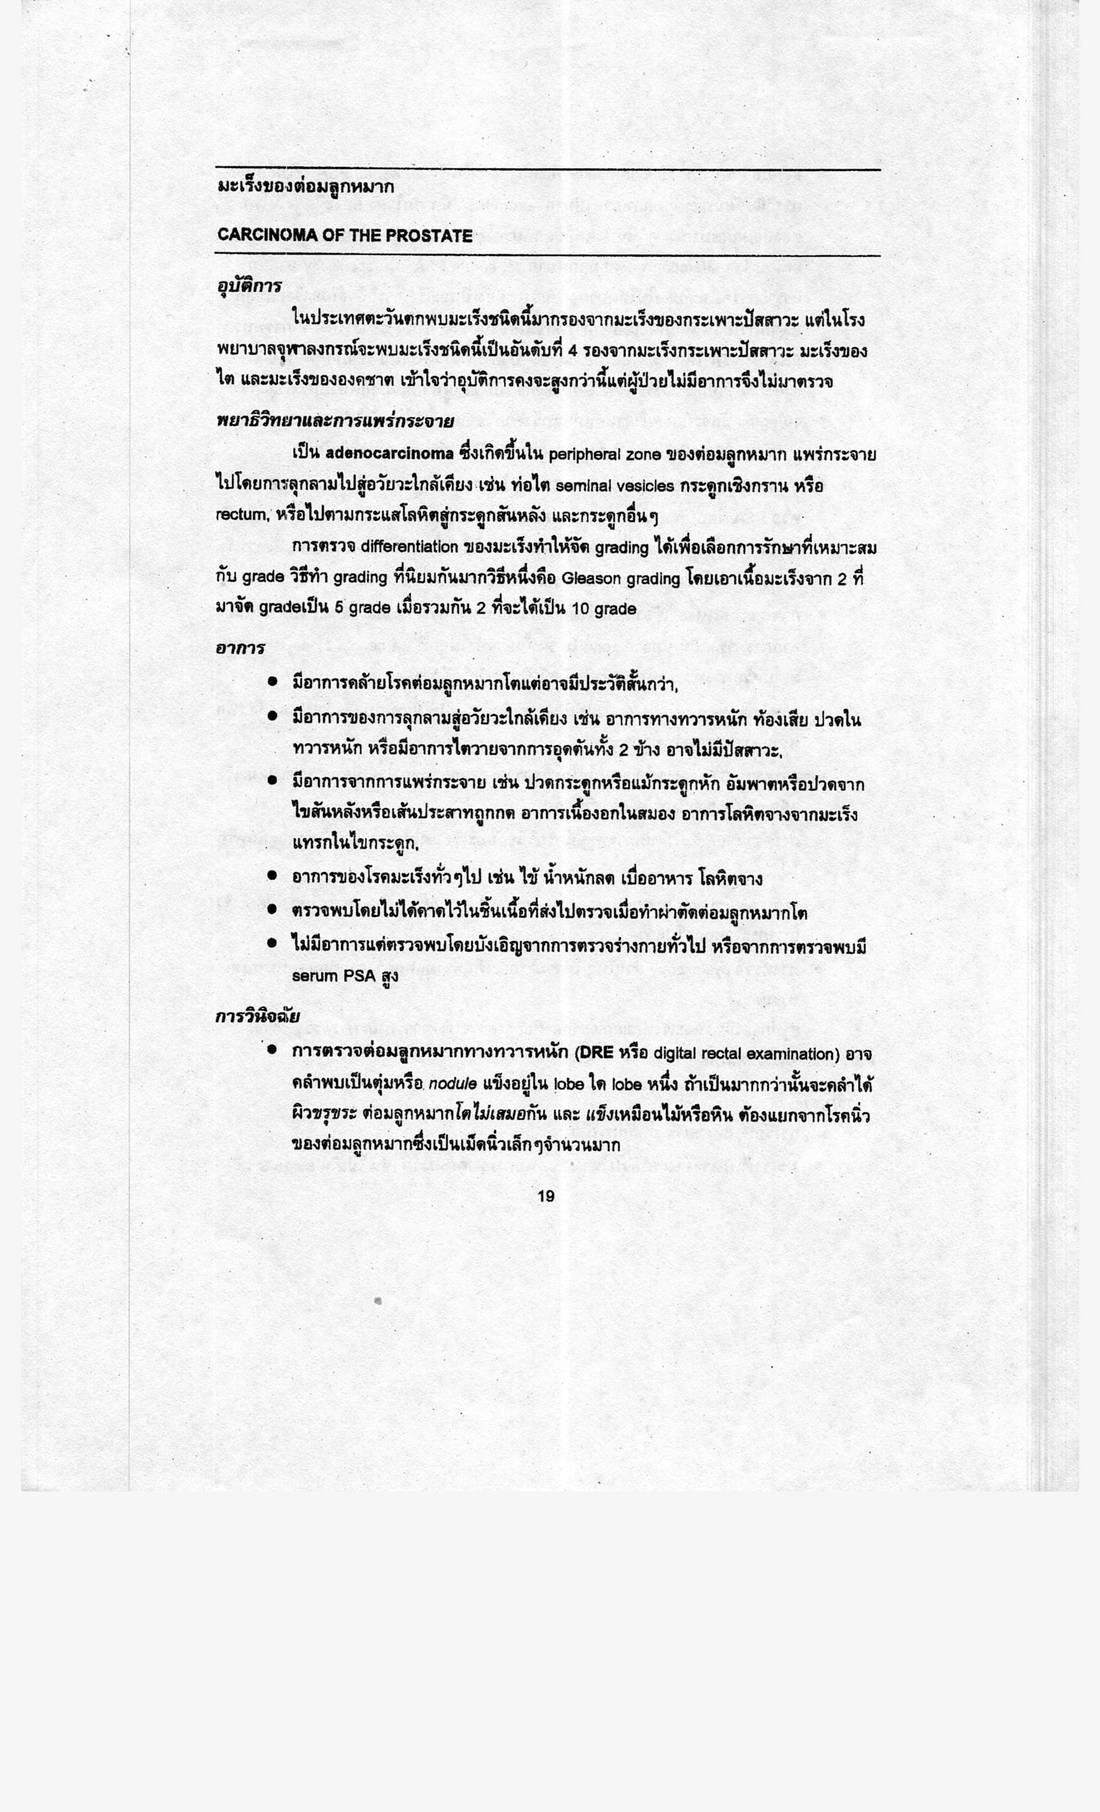 มะเร็งของต่อมลูกหมาก
CARCINOMA OF THE PROSTATE
อุบัติการ
ในประเทศตะวันตกพบมะเร็งชนิดนี้มากรองจากมะเร็งของกระเพาะปัสสาวะ แต่ในโรง
พยาบาลจุฬาลงกรณ์จะพบมะเร็งชนิดนี้เป็นอันดับที่ 4 รองจากมะเร็งกระเพาะปัสสาวะ มะเร็งของ
ไต และมะเร็งขององคชาต เข้าใจว่าอุบัติการคงจะสูงกว่านี้แต่ผู้ป่วยไม่มีอาการจึงไม่มาตรวจ
พยาธิวิทยาและการแพร่กระจาย
เป็น adenocarcinoma ซึ่งเกิดขึ้นใน peripheral zone ของต่อมลูกหมาก แพร่กระจาย
ไปโดยการลุกลามไปสู่อวัยวะใกล้เคียง เช่น ท่อไต seminal vesicles กระดูกเชิงกราน หรือ
rectum, หรือไปตามกระแสโลหิตสู่กระดูกสันหลัง และกระดูกอื่นๆ
การตรวจ differentiation ของมะเร็งทำให้จัด grading ได้เพื่อเลือกการรักษาที่เหมาะสม
กับ grade วิธีทำ grading ที่นิยมกันมากวิธีหนึ่งคือ Gleason grading โดยเอาเนื้อมะเร็งจาก 2 ที่
มาจัด gradeเป็น 5 grade เมื่อรวมกัน 2 ที่จะได้เป็น 10 grade
อาการ
● มีอาการคล้ายโรคต่อมลูกหมากโตแต่อาจมีประวัติสั้นกว่า,
● มีอาการของการลุกลามสู่อวัยวะใกล้เคียง เช่น อาการทางทวารหนัก ท้องเสีย ปวดใน
ทวารหนัก หรือมีอาการไตวายจากการอุดตันทั้ง 2 ข้าง อาจไม่มีปัสสาวะ,
● มีอาการจากการแพร่กระจาย เช่น ปวดกระดูกหรือแม้กระดูกหัก อัมพาตหรือปวดจาก
ไขสันหลังหรือเส้นประสาทถูกกด อาการเนื้องอกในสมอง อาการโลหิตจางจากมะเร็ง
แทรกในไขกระดูก,
● อาการของโรคมะเร็งทั่วๆไป เช่น ไข้ น้ำหนักลด เบื่ออาหาร โลหิตจาง
● ตรวจพบโดยไม่ได้คาดไว้ในชิ้นเนื้อที่ส่งไปตรวจเมื่อทำผ่าตัดต่อมลูกหมากโต
● ไม่มีอาการแต่ตรวจพบโดยบังเอิญจากการตรวจร่างกายทั่วไป หรือจากการตรวจพบมี
serum PSA สูง
การวินิจฉัย
● การตรวจต่อมลูกหมากทางทวารหนัก (DRE หรือ digital rectal examination) อาจ
คลำพบเป็นตุ่มหรือ nodule แข็งอยู่ใน lobe ใด lobe หนึ่ง ถ้าเป็นมากกว่านั้นจะคลำได้
ผิวขรุขระ ต่อมลูกหมากโตไม่เสมอกัน และ แข็งเหมือนไม้หรือหิน ต้องแยกจากโรคนิ่ว
ของต่อมลูกหมากซึ่งเป็นเม็ดนิ่วเล็กๆจำนวนมาก
19